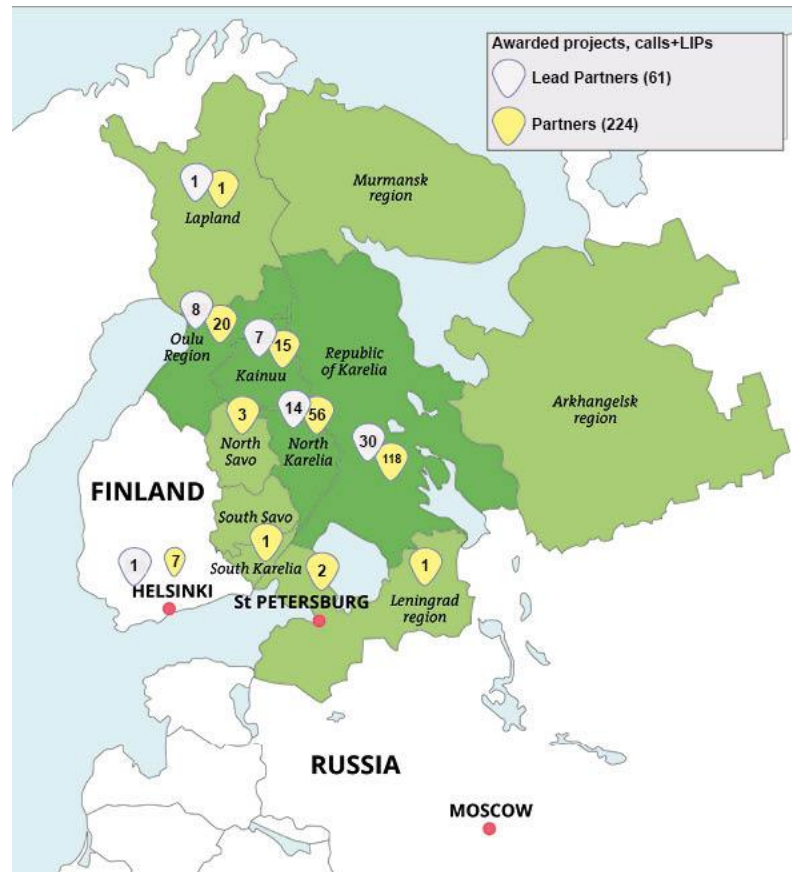 Awarded projects, calls+LIPs
Lead Partners (61)
Partners (224)
Murmansk
region
1
1
Lapland
8
20
Oulu
Region
7
15
Kainuu
Republic
of Karelia
Arkhangelsk
region
3
North
Savo
14
56
North
Karelia
30
118
FINLAND
South Savo
1
South Karelia
1
7
HELSINKI
2
St PETERSBURG
1
Leningrad
region
RUSSIA
MOSCOW